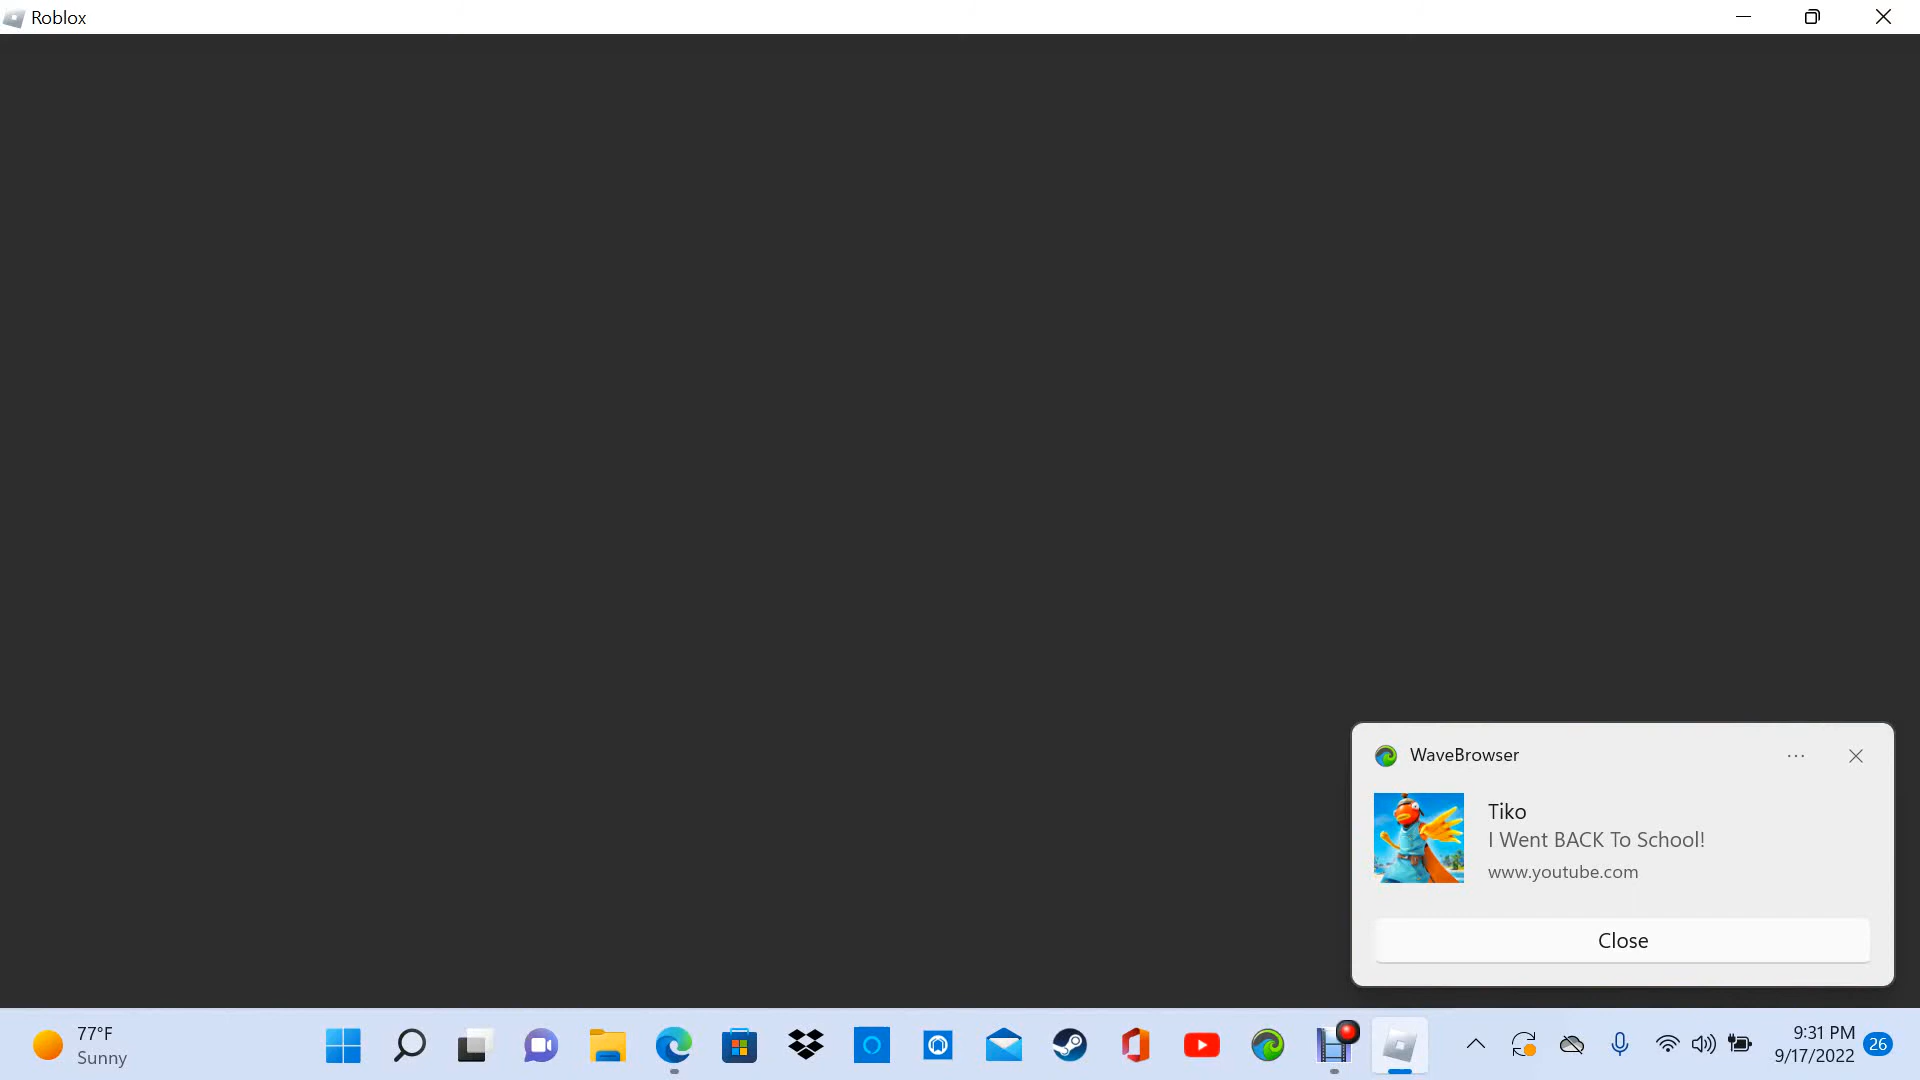 Roblox
WaveBrowser
Tiko
I Went BACK To School!
www.youtube.com
Close
77°F
Sunny
9:31 PM
9/17/2022
26